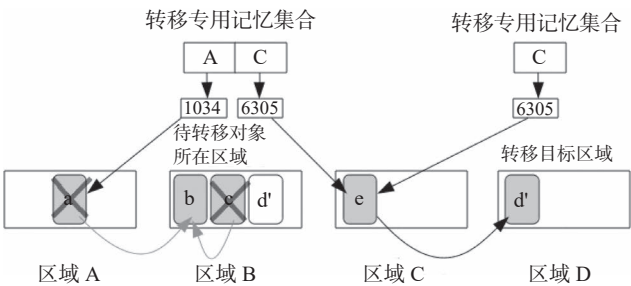 转移专用记忆集合 转移专用记忆集合
A C C
1034 6305 6305
待转移对象
所在区域 转移目标区域
a b c d' e d'
区域 A 区域 B 区域 C 区域 D